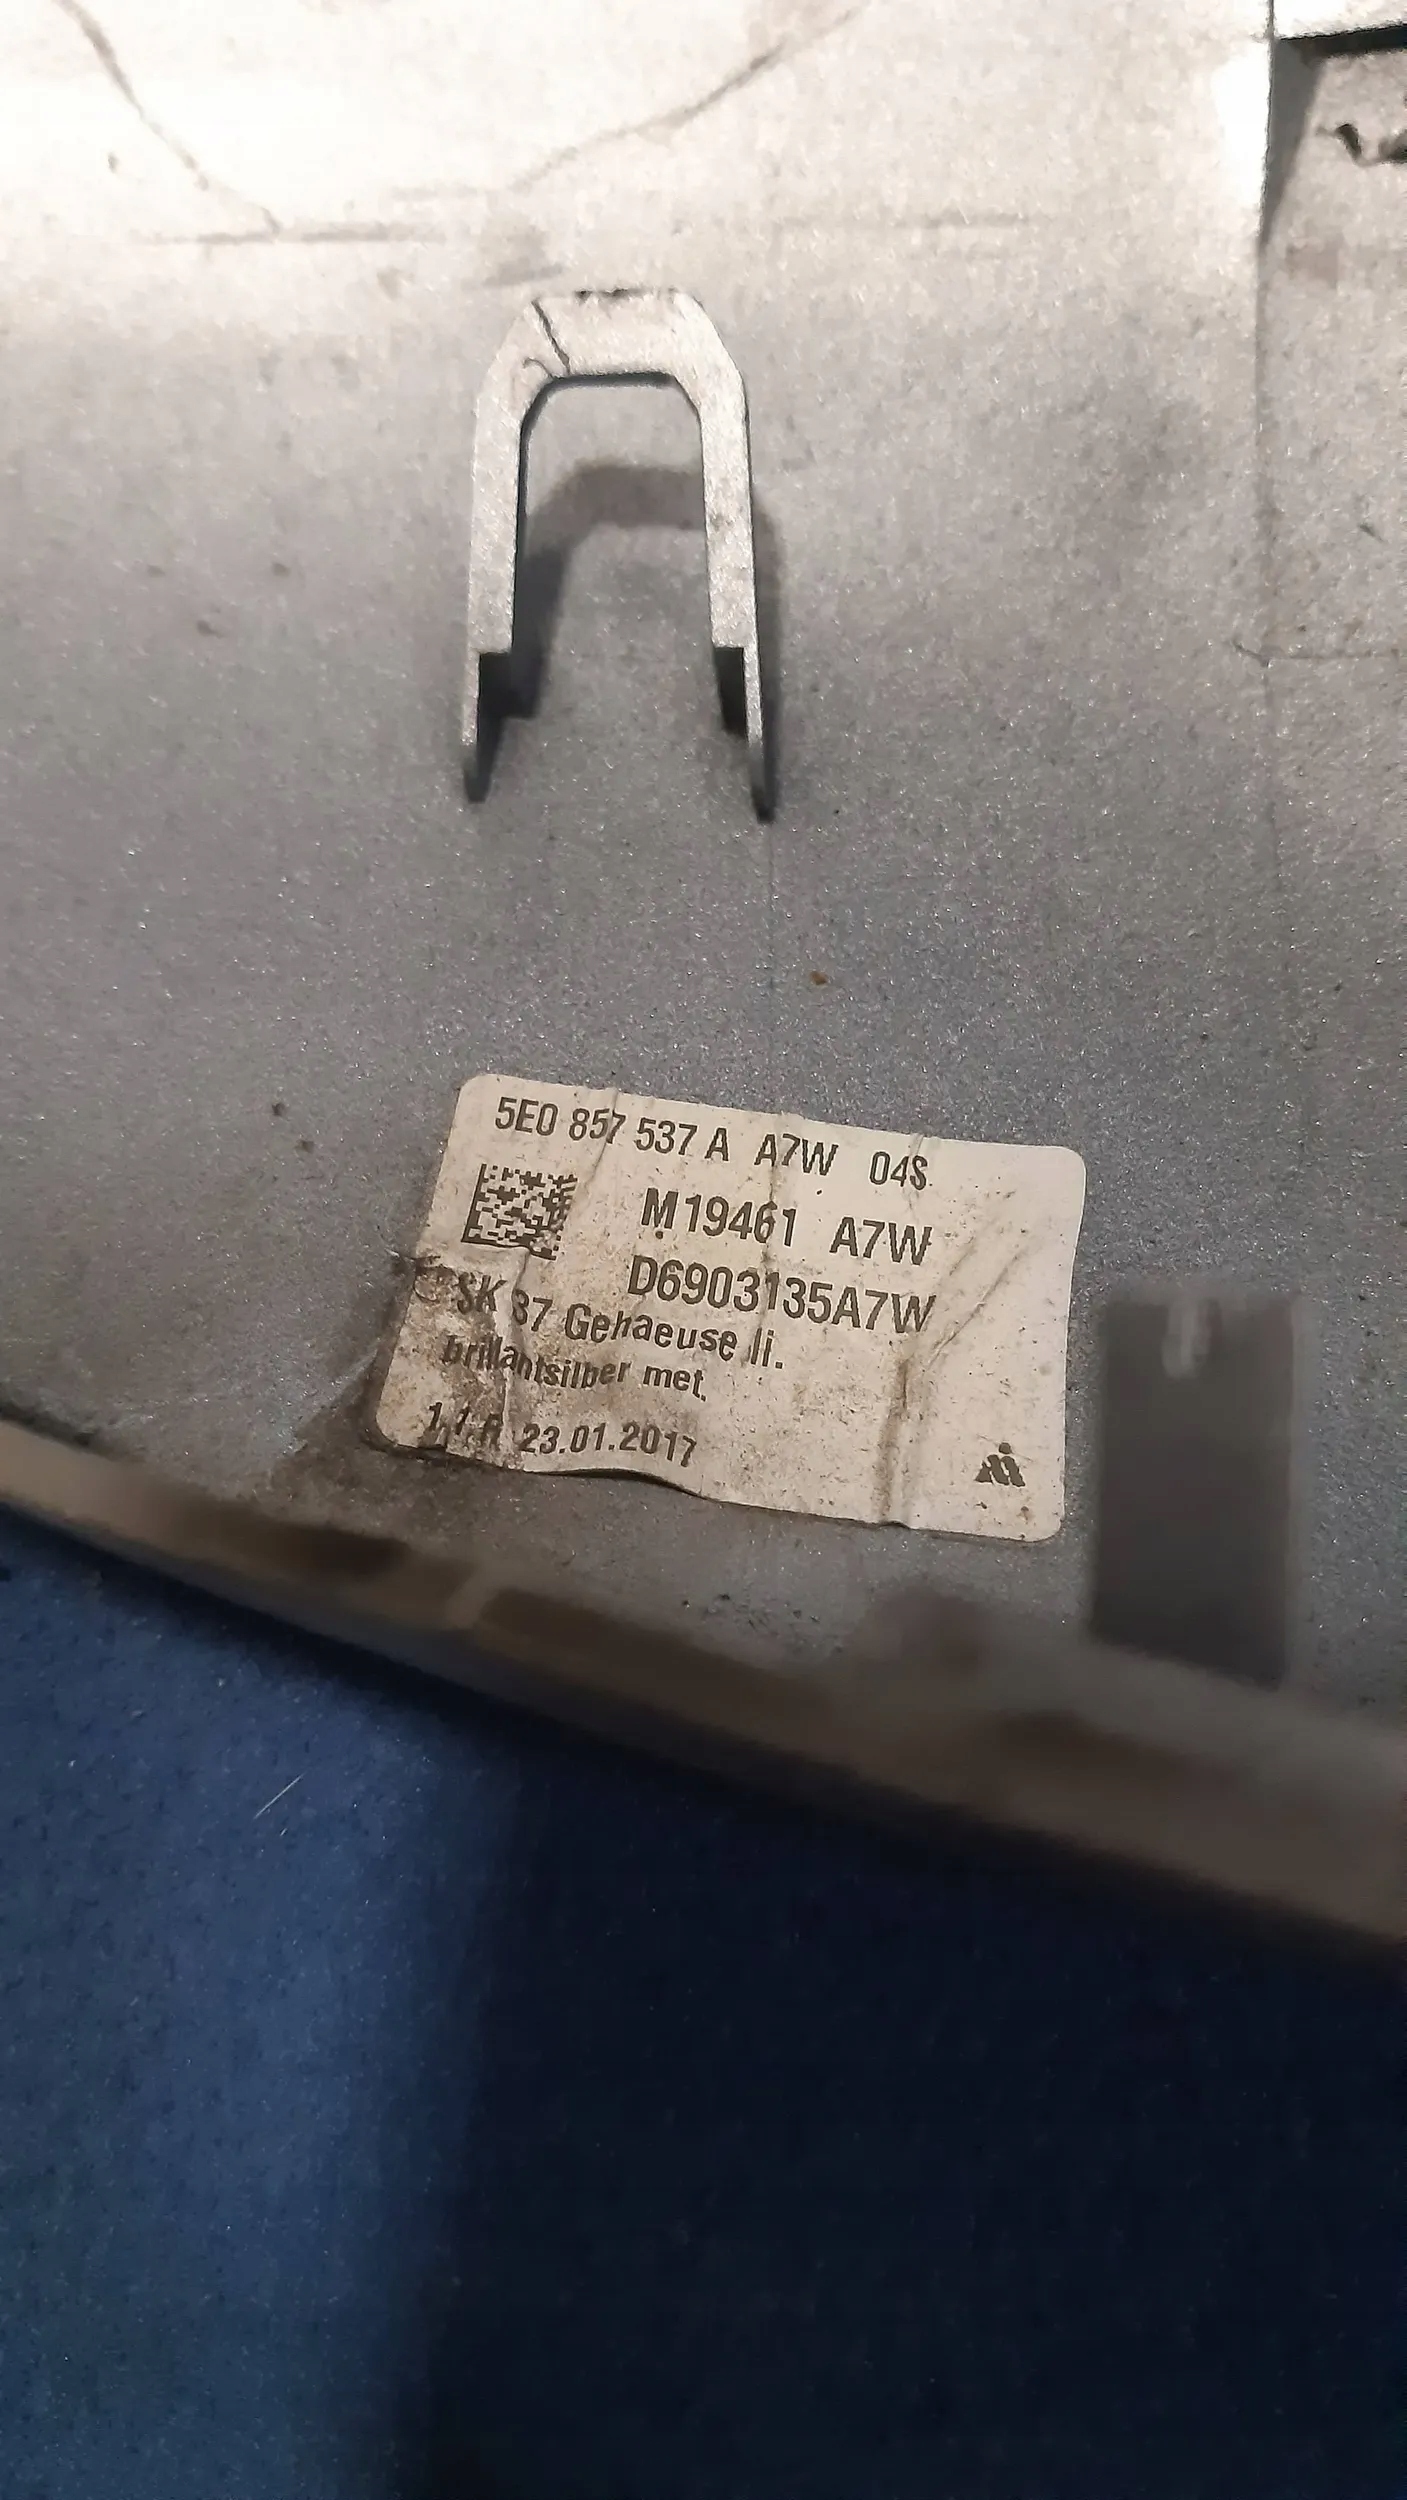 5E0 857 537 A A7W 04S
M19461 A7W
D6903135A7W
SK 37 Gehaeuse li.
brillantsilber met.
23.01.2017